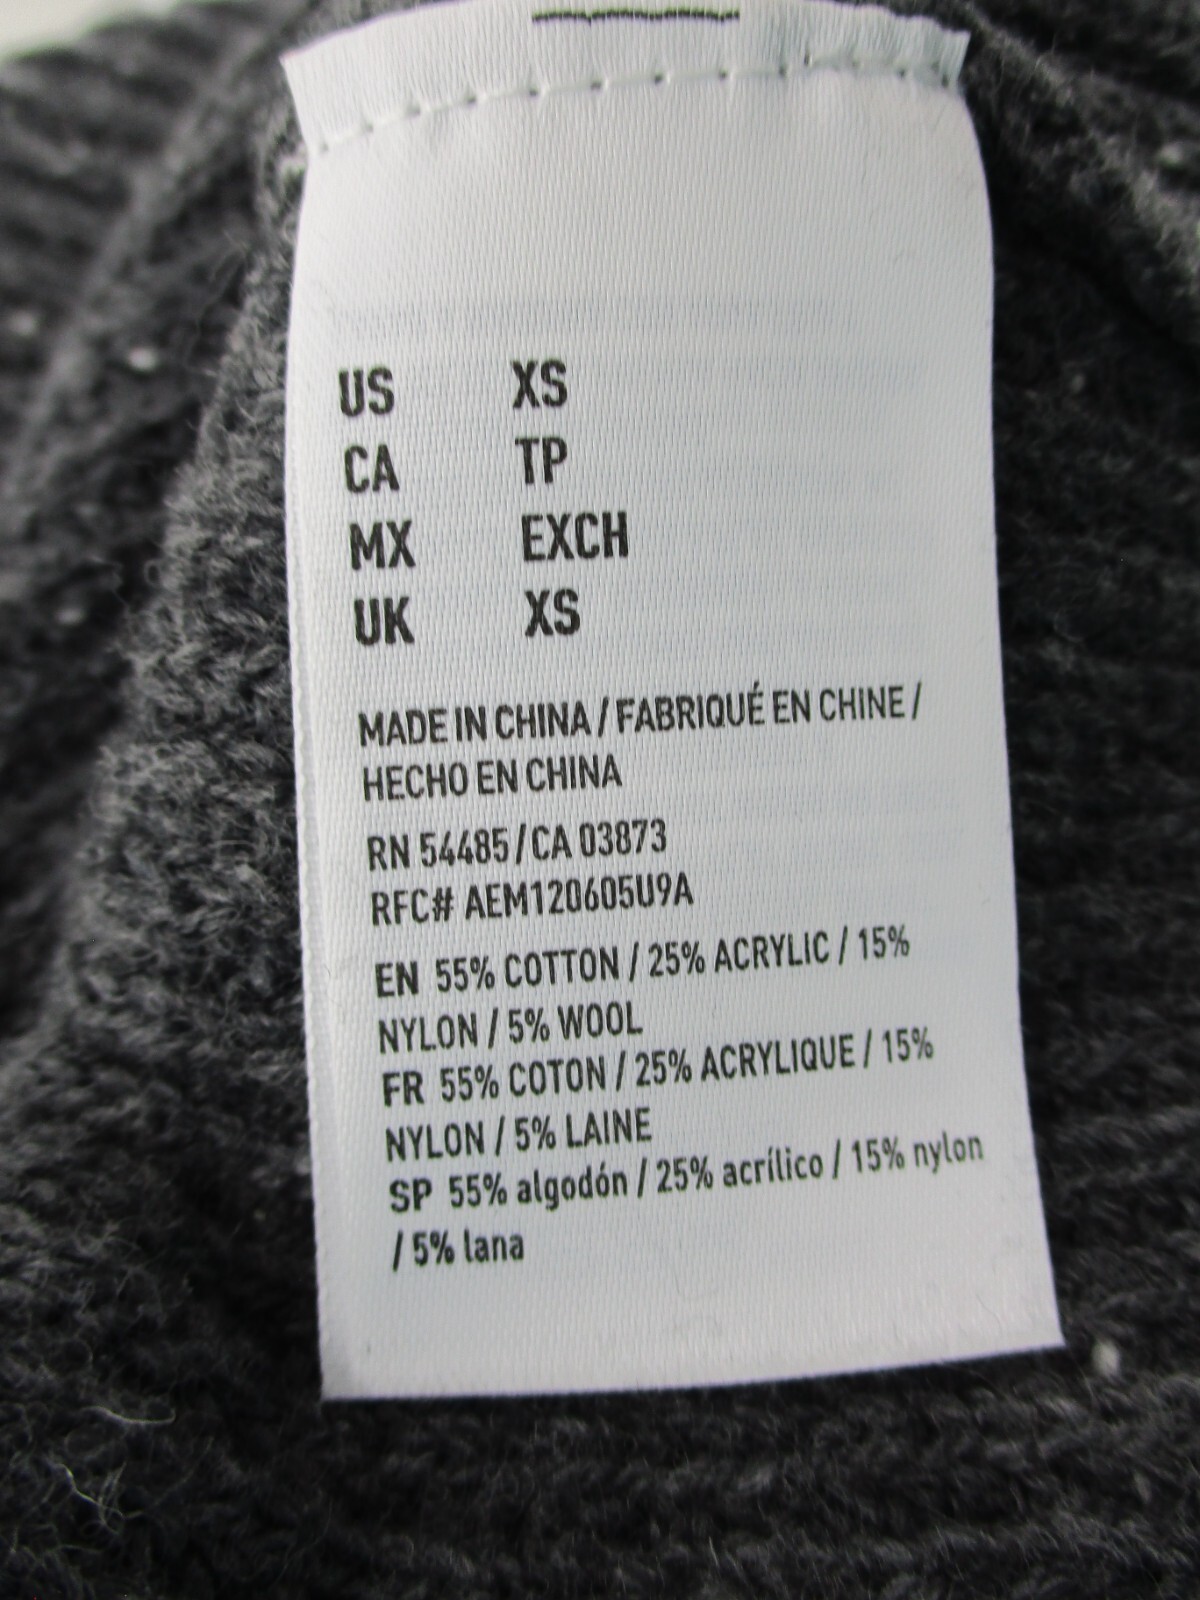 US XS
CA TP
MX EXCH
UK XS
MADE IN CHINA / FABRIQUÉ EN CHINE /
HECHO EN CHINA
RN 54485 / CA 03873
RFC# AEM120605U9A
EN 55% COTTON / 25% ACRYLIC / 15%
NYLON / 5% WOOL
FR 55% COTON / 25% ACRYLIQUE / 15%
NYLON / 5% LAINE
SP 55% algodón / 25% acrílico / 15% nylon
/ 5% lana